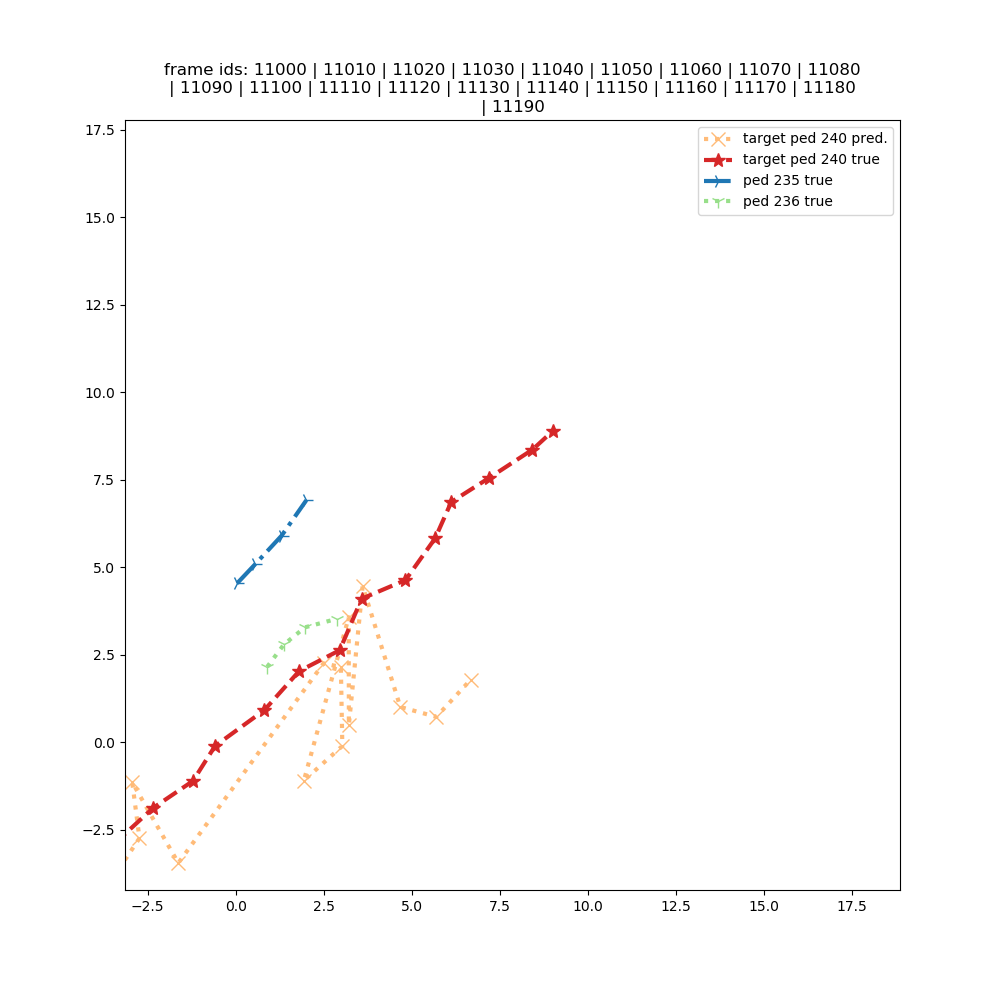 frame ids: 11000 | 11010 | 11020 | 11030 | 11040 | 11050 | 11060 | 11070 | 11080
| 11090 | 11100 | 11110 | 11120 | 11130 | 11140 | 11150 | 11160 | 11170 | 11180
| 11190
target ped 240 pred.
target ped 240 true
ped 235 true
ped 236 true
17.5
15.0
12.5
10.0
7.5
5.0
2.5
0.0
−2.5
−2.5 0.0 2.5 5.0 7.5 10.0 12.5 15.0 17.5